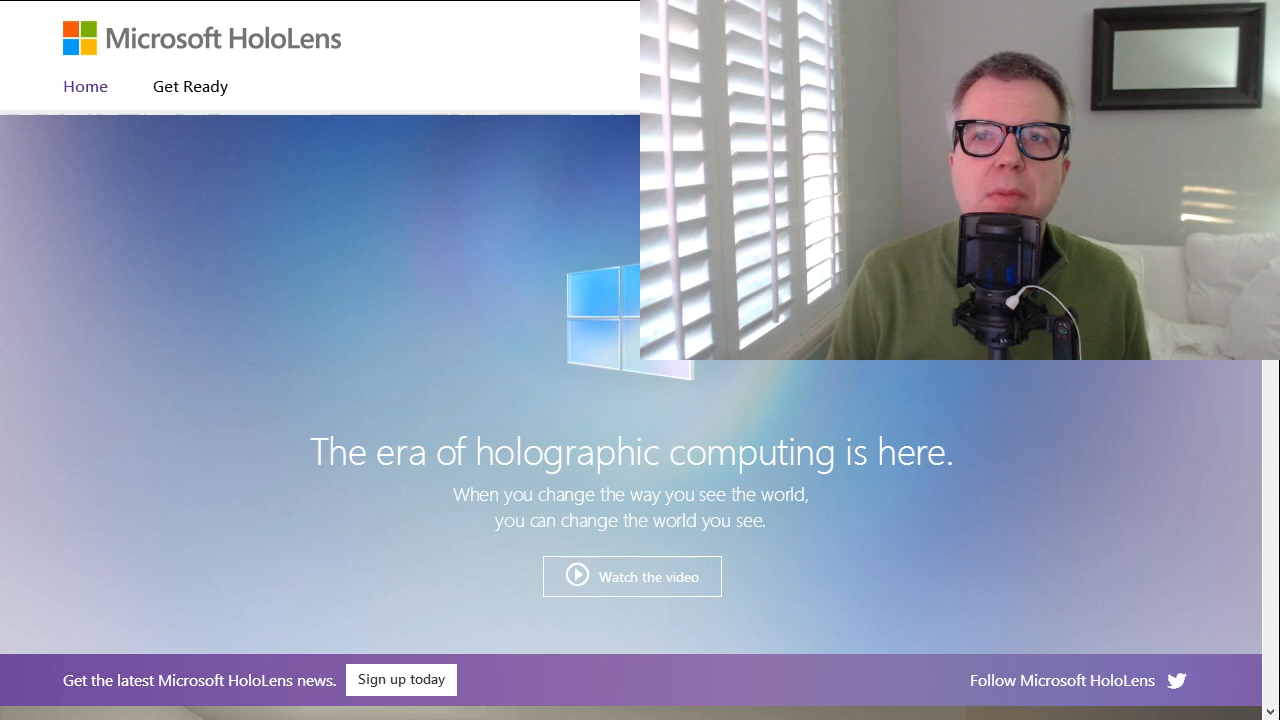 Microsoft HoloLens
Home Get Ready
The era of holographic computing is here.
When you change the way you see the world,
you can change the world you see.
Watch the video
Get the latest Microsoft HoloLens news. Sign up today Follow Microsoft HoloLens